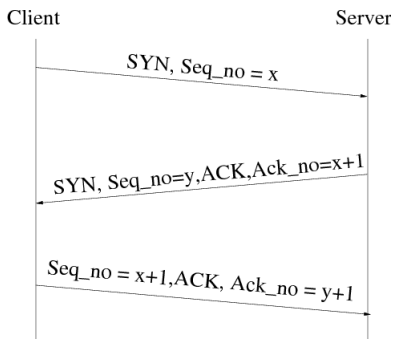 Client
Server
SYN, Seq_no = x
SYN, Seq_no=y,ACK,Ack_no=x+1
Seq_no = x+1,ACK, Ack_no = y+1